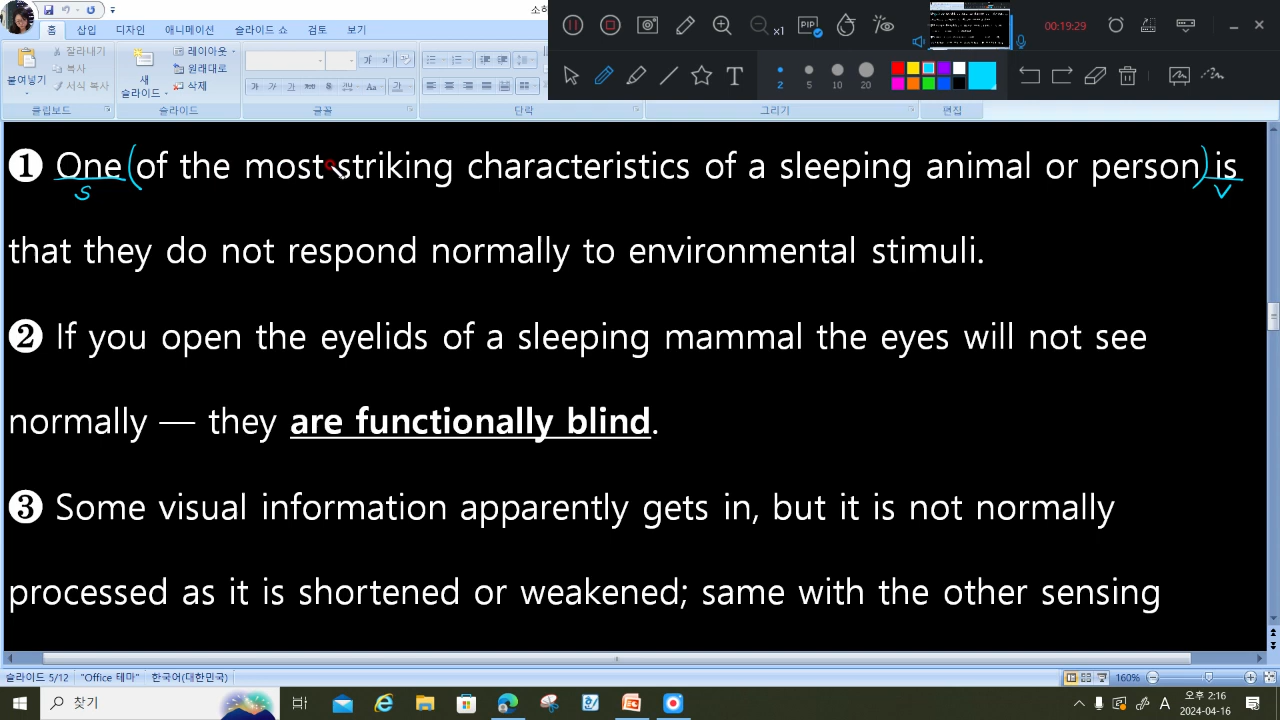 소하
홈 삽입 디자인 애니메이션 검토 보기
00:19:29
x1 PIP
붙여넣기 잘라내기 복사 서식 복사
새 슬라이드 레이아웃 원래대로 삭제
2 5 10 20
클립보드 슬라이드 글꼴 단락 그리기 편집
❶ One (of the most striking characteristics of a sleeping animal or person) is
S V
that they do not respond normally to environmental stimuli.
❷ If you open the eyelids of a sleeping mammal the eyes will not see
normally — they are functionally blind.
❸ Some visual information apparently gets in, but it is not normally
processed as it is shortened or weakened; same with the other sensing
슬라이드 5/12 "Office 테마" 한국어(대한민국) 160%
찾기 A 오후 2:16
2024-04-16